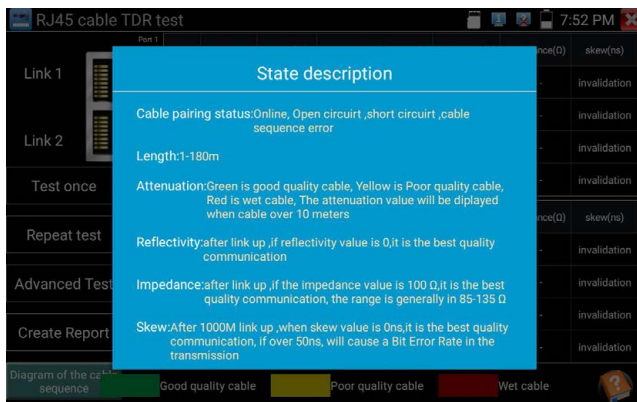 RJ45 cable TDR test
7:52 PM
Port 1
nce(Ω) skew(ns)
Link 1
- invalidation
- invalidation
Link 2
- invalidation
- invalidation
Test once
nce(Ω) skew(ns)
Repeat test
- invalidation
- invalidation
Advanced Test
- invalidation
Create Report
- invalidation
State description
Cable pairing status:Online, Open circuirt ,short circuirt ,cable
sequence error
Length:1-180m
Attenuation:Green is good quality cable, Yellow is Poor quality cable,
Red is wet cable, The attenuation value will be diplayed
when cable over 10 meters
Reflectivity:after link up ,if reflectivity value is 0,it is the best quality
communication
Impedance:after link up ,if the impedance value is 100 Ω,it is the best
quality communication, the range is generally in 85-135 Ω
Skew:After 1000M link up ,when skew value is 0ns,it is the best quality
communication, if over 50ns, will cause a Bit Error Rate in the
transmission
Diagram of the cable
sequence
Good quality cable
Poor quality cable
Wet cable